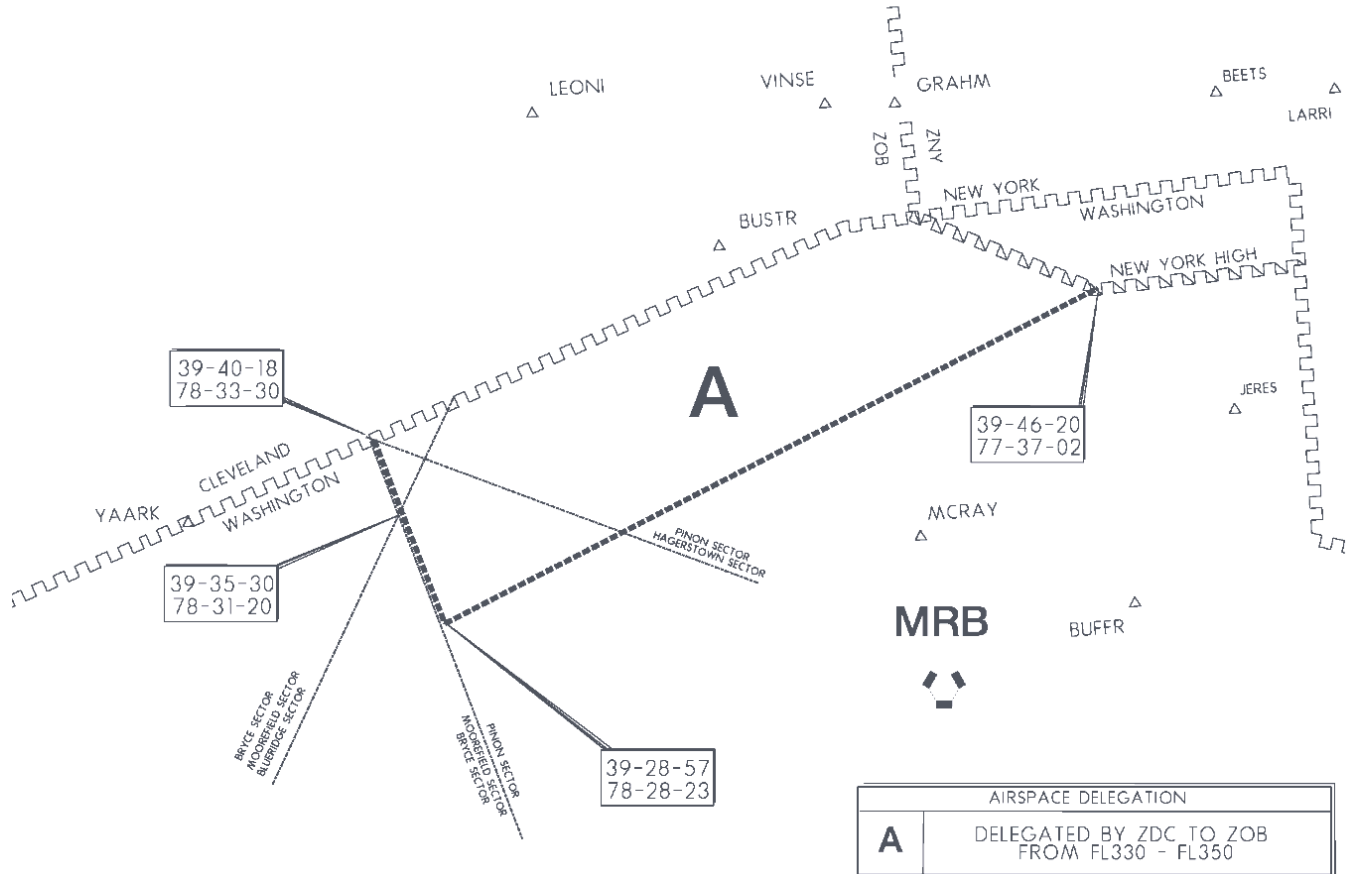 LEONI
VINSE
GRAHM
BEETS
LARRI
ZOB
ZNY
NEW YORK
WASHINGTON
BUSTR
NEW YORK HIGH
39-40-18
78-33-30
A
JERES
39-46-20
77-37-02
CLEVELAND
WASHINGTON
YAARK
MCRAY
PINON SECTOR
HAGERSTOWN SECTOR
39-35-30
78-31-20
MRB
BUFFR
BRYCE SECTOR
MOOREFIELD SECTOR
BLUERIDGE SECTOR
PINON SECTOR
MOOREFIELD SECTOR
BRYCE SECTOR
39-28-57
78-28-23
AIRSPACE DELEGATION
A
DELEGATED BY ZDC TO ZOB
FROM FL330 - FL350